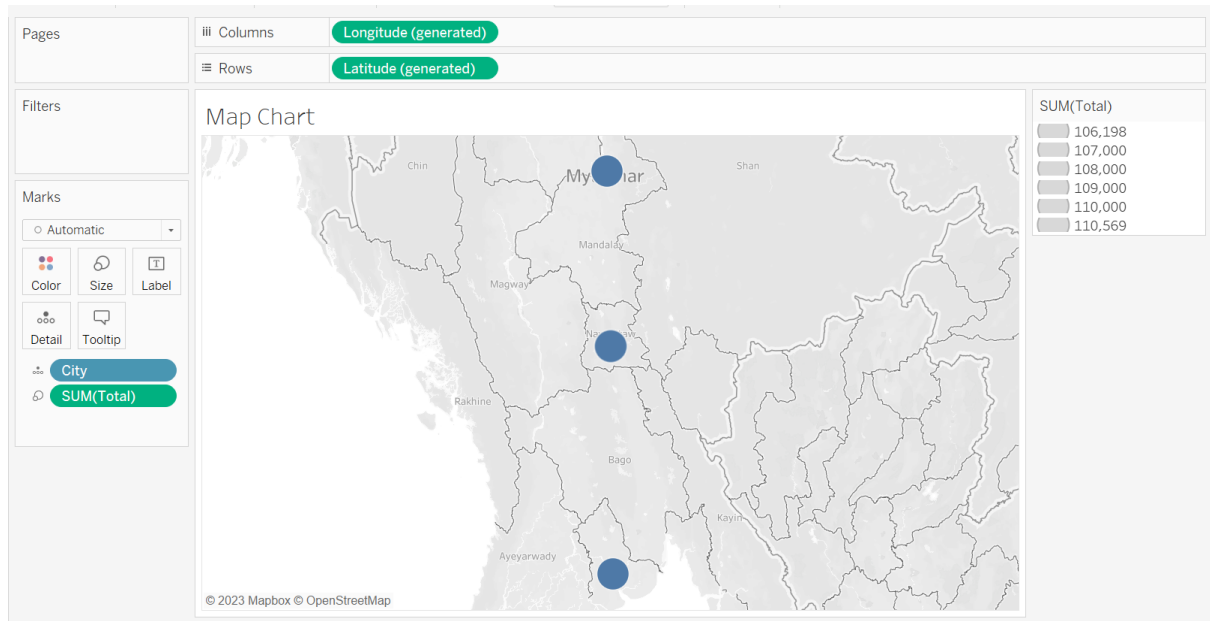 Pages
iii Columns
Longitude (generated)
Rows
Latitude (generated)
Filters
Marks
Automatic
Color
Size
T
Label
Detail
Tooltip
City
SUM(Total)
Map Chart
Chin
Shan
Mandalay
Magway
Rakhine
Bago
Kayin
Ayeyarwady
© 2023 Mapbox © OpenStreetMap
SUM(Total)
106,198
107,000
108,000
109,000
110,000
110,569